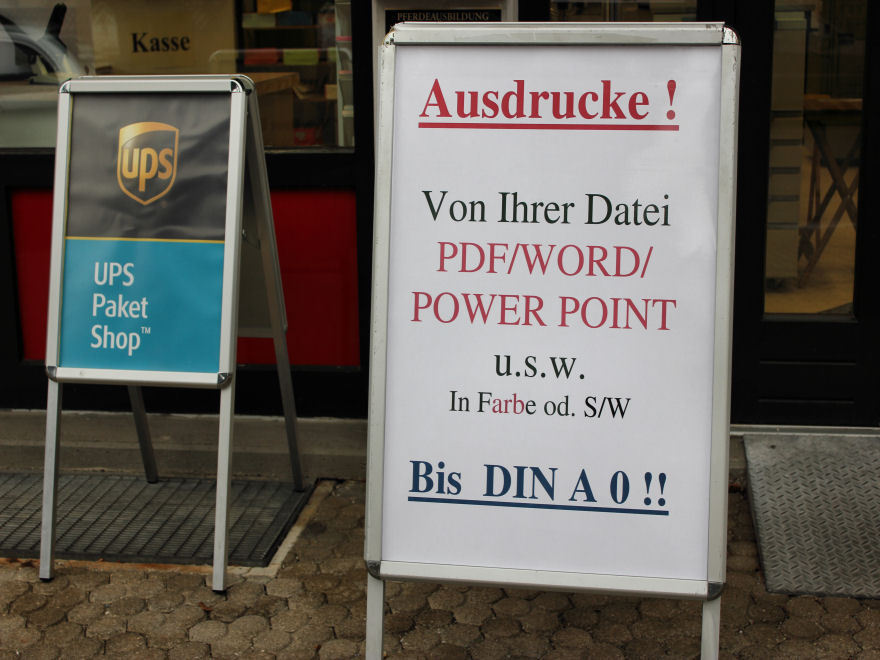 PFERDEAUSBILDUNG
Kasse
ups
UPS
Paket
Shop™
Ausdrucke !
Von Ihrer Datei
PDF/WORD/
POWER POINT
u.s.w.
In Farbe od. S/W
Bis DIN A 0 !!